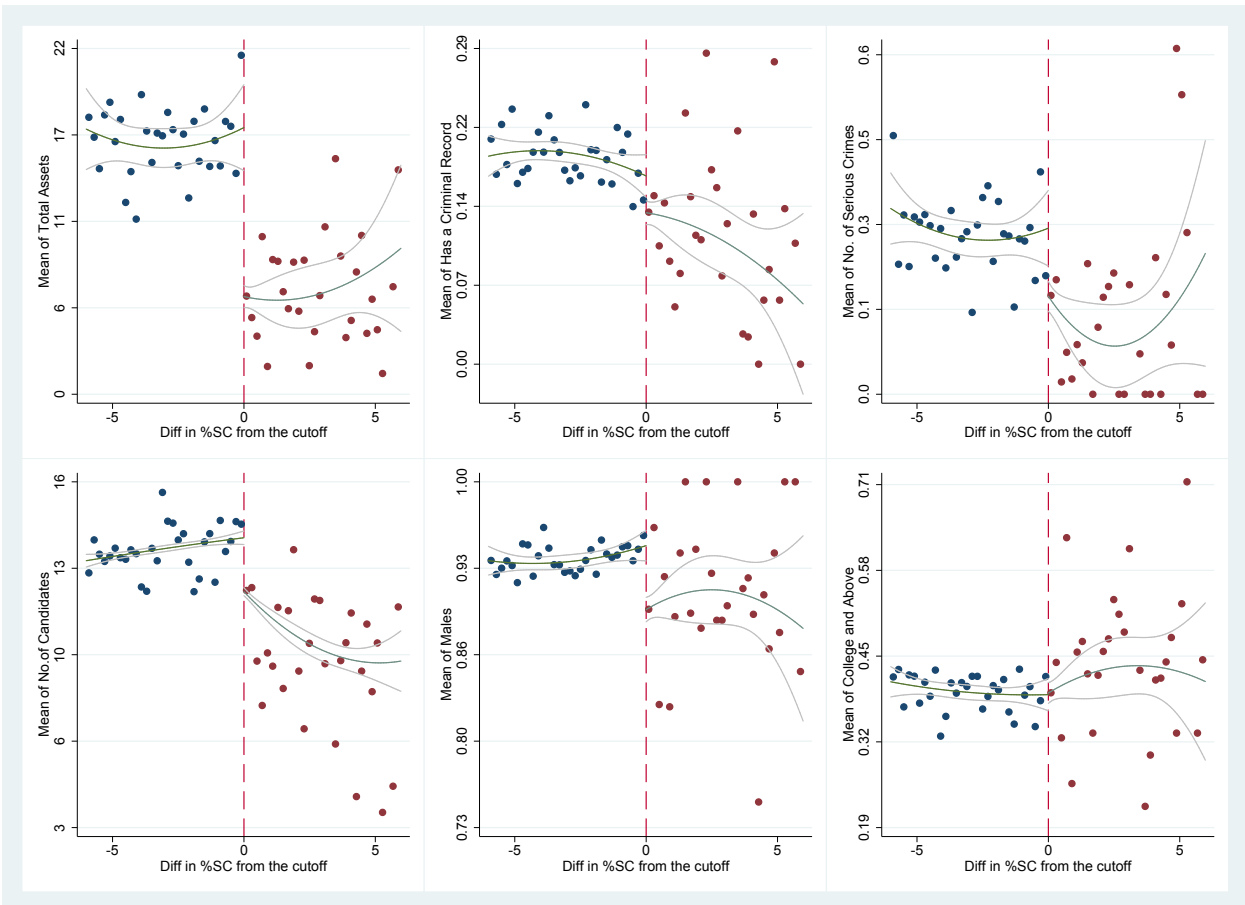 Mean of Total Assets
22
17
11
6
0
-5 0 5
Diff in %SC from the cutoff
Mean of Has a Criminal Record
0.29
0.22
0.14
0.07
0.00
-5 0 5
Diff in %SC from the cutoff
Mean of No. of Serious Crimes
0.6
0.5
0.3
0.1
0.0
-5 0 5
Diff in %SC from the cutoff
Mean of No.of Candidates
16
13
10
6
3
-5 0 5
Diff in %SC from the cutoff
Mean of Males
1.00
0.93
0.86
0.80
0.73
-5 0 5
Diff in %SC from the cutoff
Mean of College and Above
0.71
0.58
0.45
0.32
0.19
-5 0 5
Diff in %SC from the cutoff